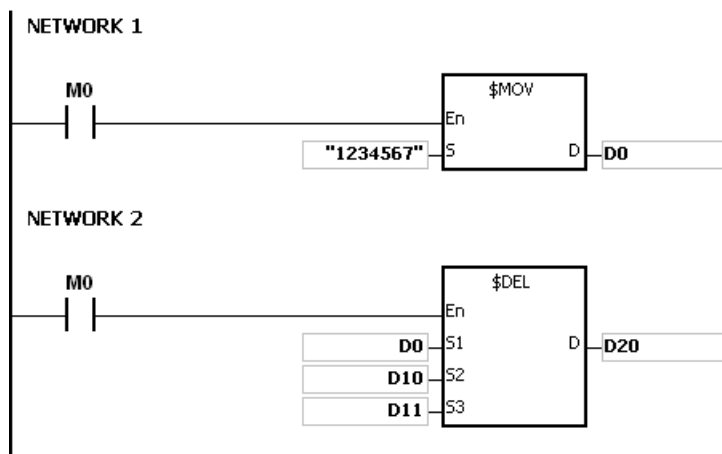 NETWORK 1
M0
$MOV
En
"1234567" S D D0
NETWORK 2
M0
$DEL
En
D0 S1 D D20
D10 S2
D11 S3